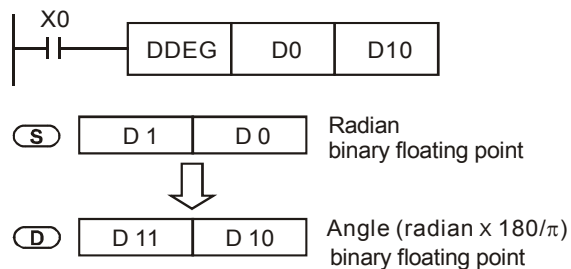 X0
DDEG D0 D10
S D 1 D 0 Radian
binary floating point
D D 11 D 10 Angle (radian x 180/π)
binary floating point